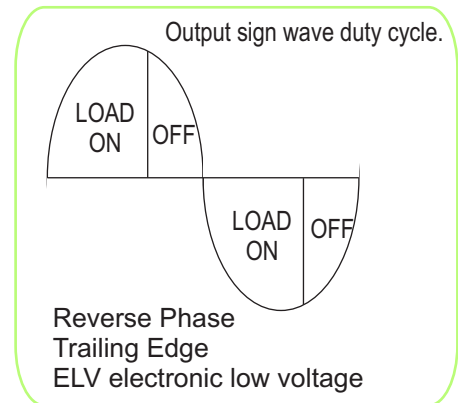 Output sign wave duty cycle.
LOAD
ON
OFF
LOAD
ON
OFF
Reverse Phase
Trailing Edge
ELV electronic low voltage